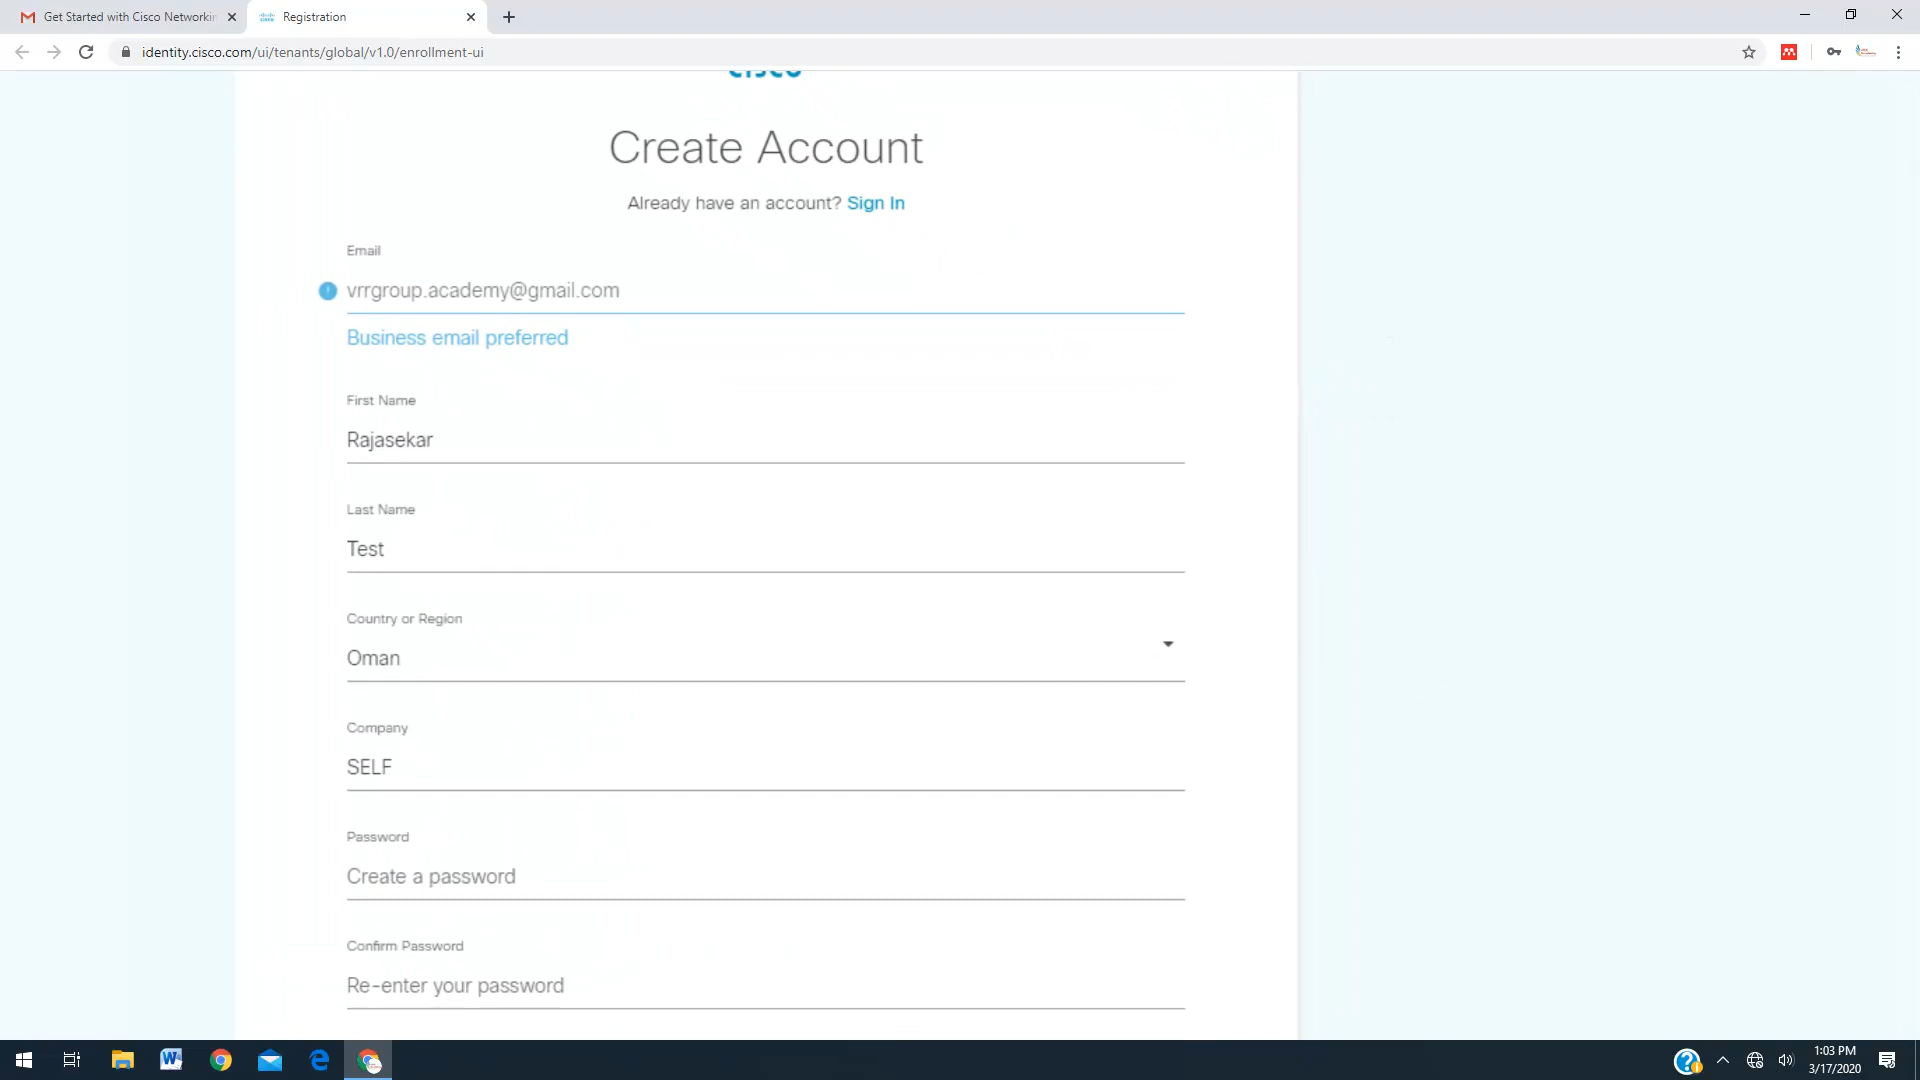 Get Started with Cisco Networkin
Registration
identity.cisco.com/ui/tenants/global/v1.0/enrollment-ui
cisco
Create Account
Already have an account? Sign In
Email
vrrgroup.academy@gmail.com
Business email preferred
First Name
Rajasekar
Last Name
Test
Country or Region
Oman
Company
SELF
Password
Create a password
Confirm Password
Re-enter your password
1:03 PM
3/17/2020